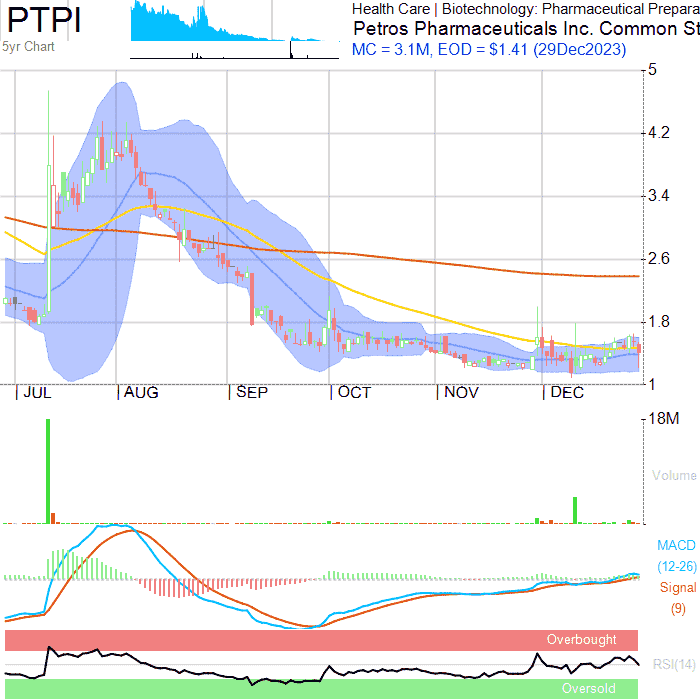 PTPI
5yr Chart
Health Care | Biotechnology: Pharmaceutical Prepara
Petros Pharmaceuticals Inc. Common St
MC = 3.1M, EOD = $1.41 (29Dec2023)
5
4.2
3.4
2.6
1.8
1
JUL AUG SEP OCT NOV DEC
18M
Volume
MACD
(12-26)
Signal
(9)
Overbought
RSI(14)
Oversold